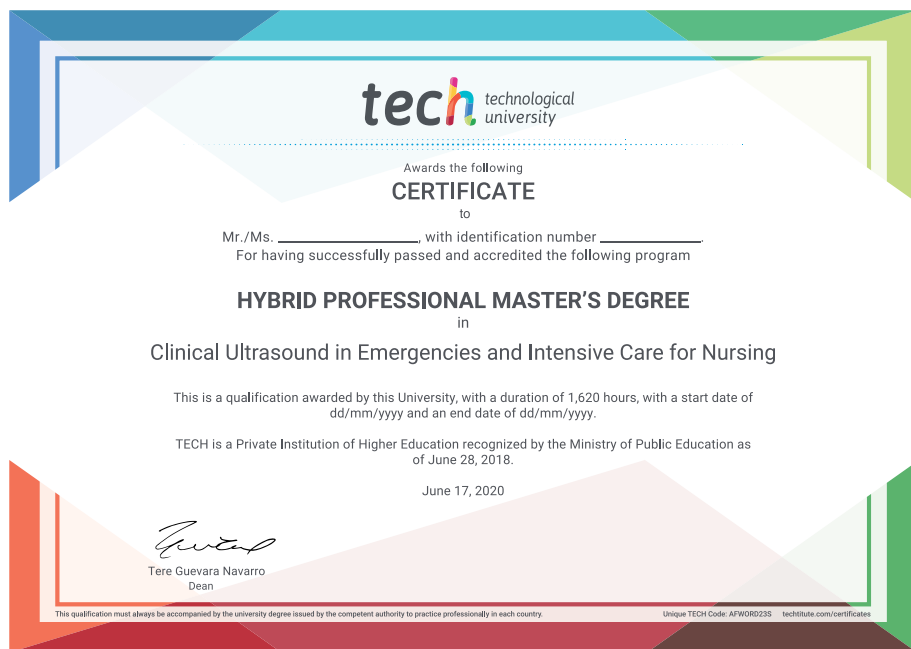 tech technological
university
Awards the following
CERTIFICATE
to
Mr./Ms. ____________________, with identification number ______________.
For having successfully passed and accredited the following program
HYBRID PROFESSIONAL MASTER’S DEGREE
in
Clinical Ultrasound in Emergencies and Intensive Care for Nursing
This is a qualification awarded by this University, with a duration of 1,620 hours, with a start date of
dd/mm/yyyy and an end date of dd/mm/yyyy.
TECH is a Private Institution of Higher Education recognized by the Ministry of Public Education as
of June 28, 2018.
June 17, 2020
Tere Guevara Navarro
Dean
This qualification must always be accompanied by the university degree issued by the competent authority to practice professionally in each country.
Unique TECH Code: AFWORD23S techtitute.com/certificates